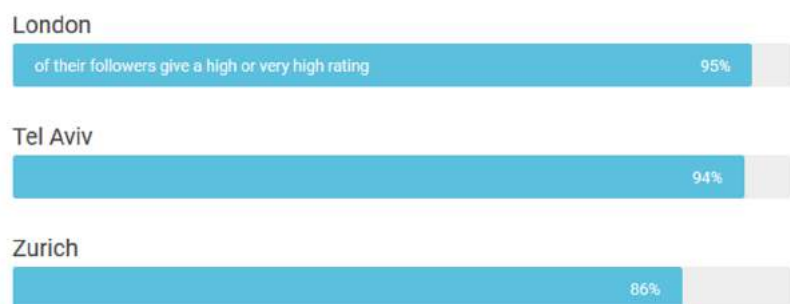 London
of their followers give a high or very high rating 95%
Tel Aviv
94%
Zurich
86%